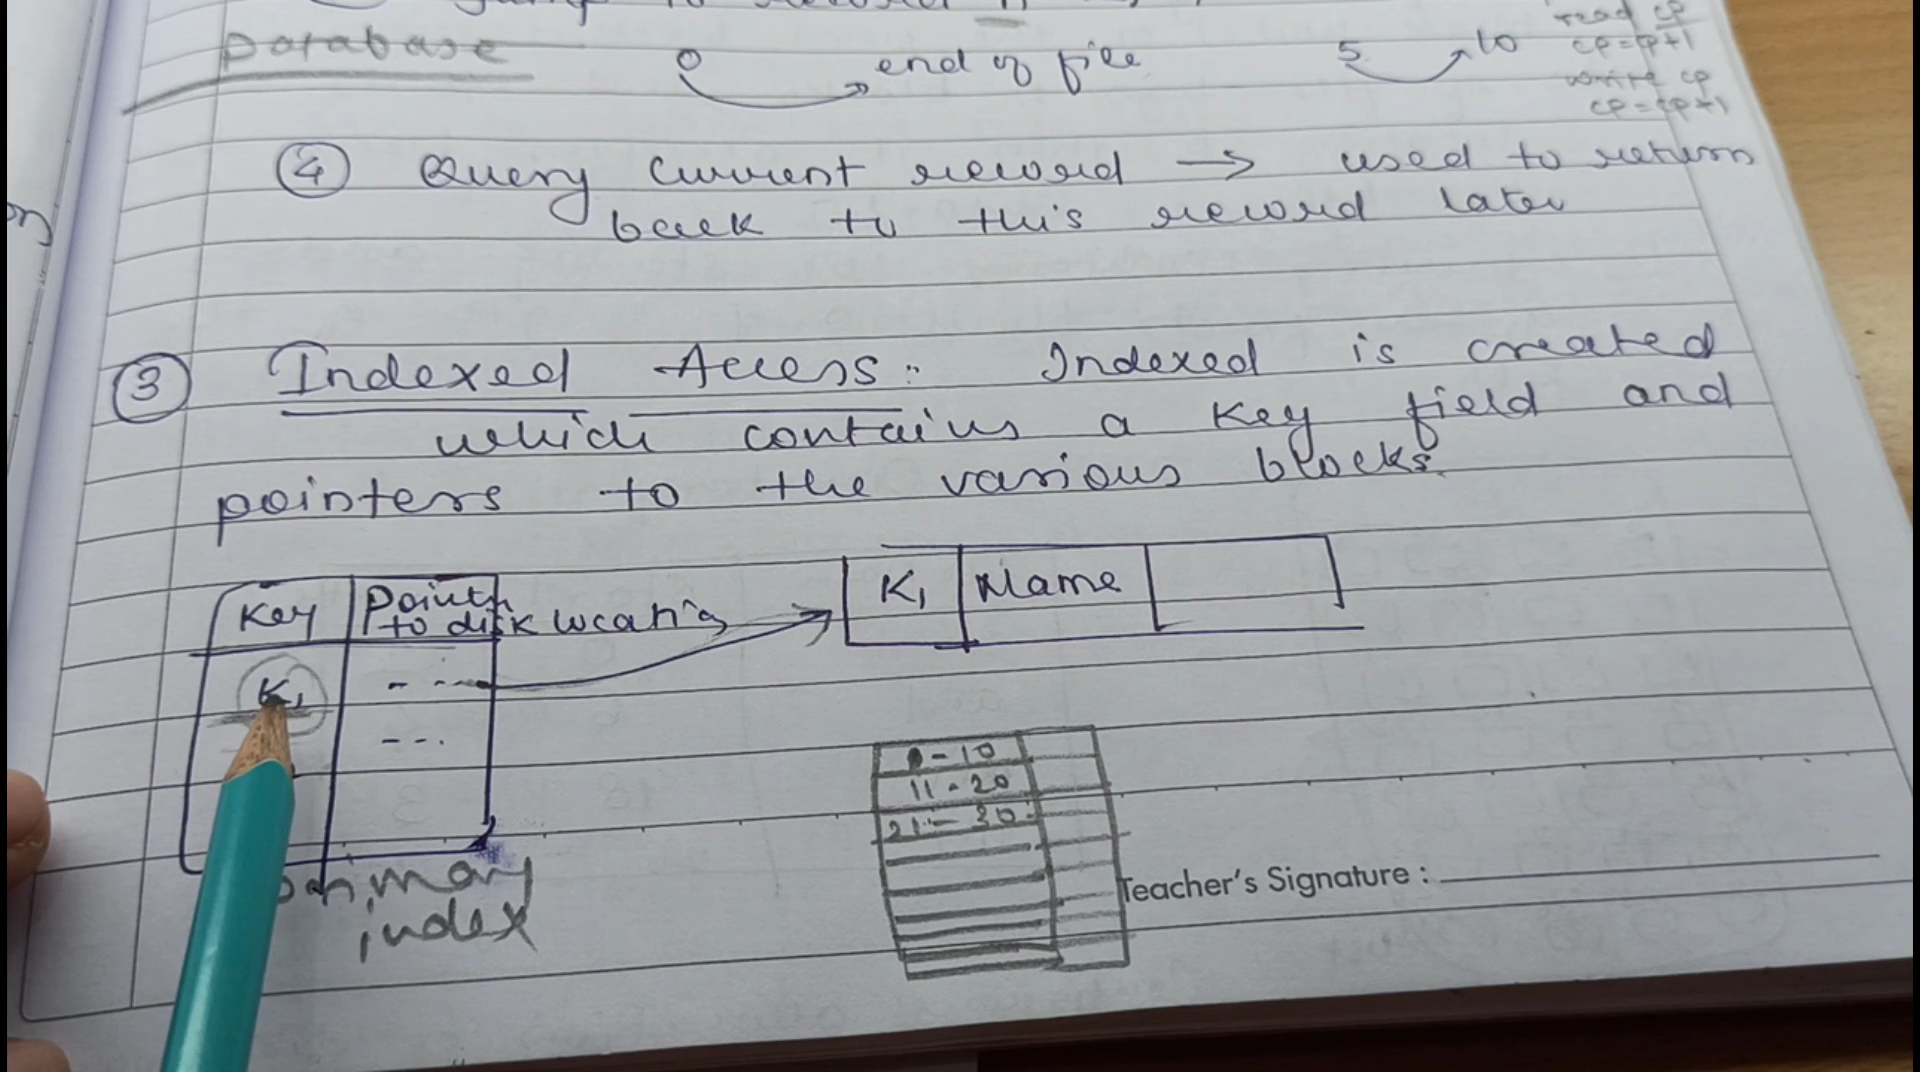 jump to record n
Database
0 → end of file 5 → 10
read cp
cp=cp+1
write cp
cp=cp+1
④ Query current record → used to return
back to this record later
③ Indexed Access: Indexed is created
which contains a Key field and
pointers to the various blocks.
Key
to disk location
K1 - --
---
K1 Name
- 10
11 - 20
21 - 30
index
Teacher's Signature :